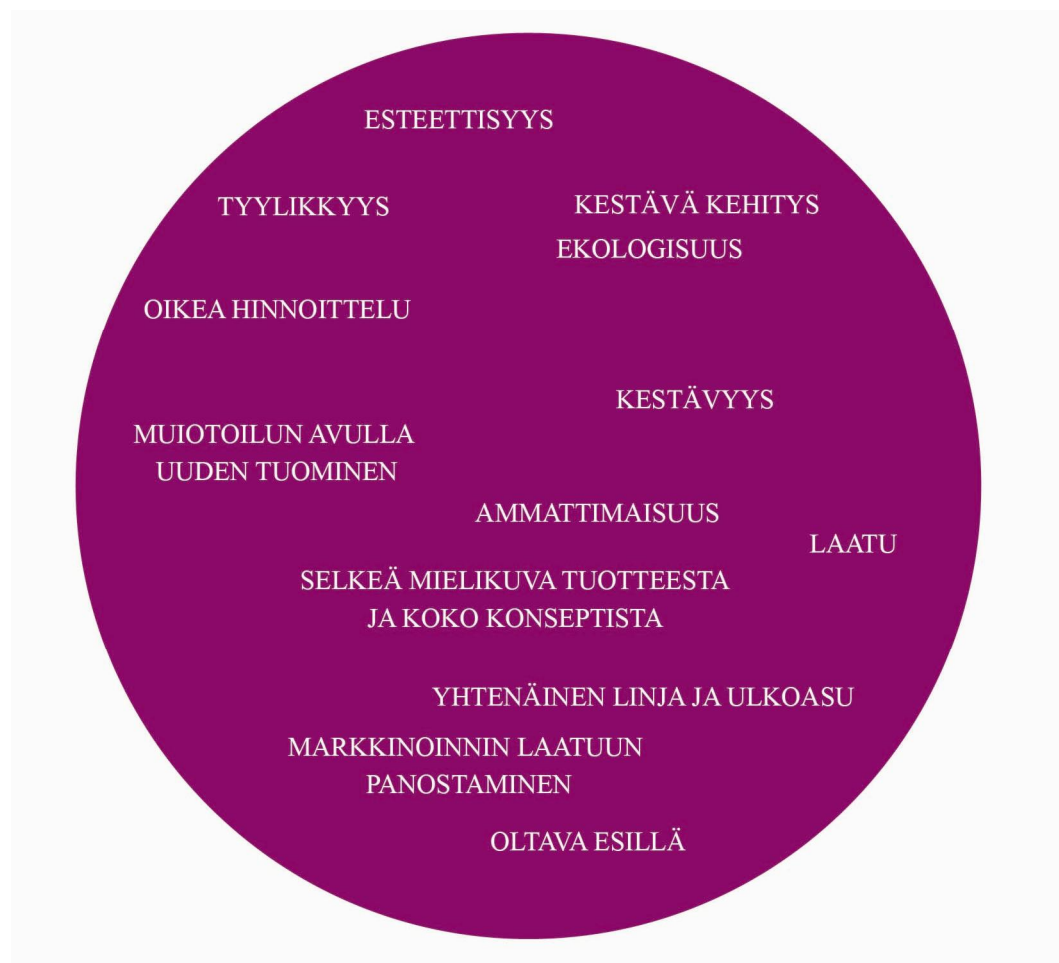 ESTEETTISYYS
TYYLIKKYYS
KESTÄVÄ KEHITYS
EKOLOGISUUS
OIKEA HINNOITTELU
KESTÄVYYS
MUIOTOILUN AVULLA
UUDEN TUOMINEN
AMMATTIMAISUUS
LAATU
SELKEÄ MIELIKUVA TUOTTEESTA
JA KOKO KONSEPTISTA
YHTENÄINEN LINJA JA ULKOASU
MARKKINOINNIN LAATUUN
PANOSTAMINEN
OLTAVA ESILLÄ